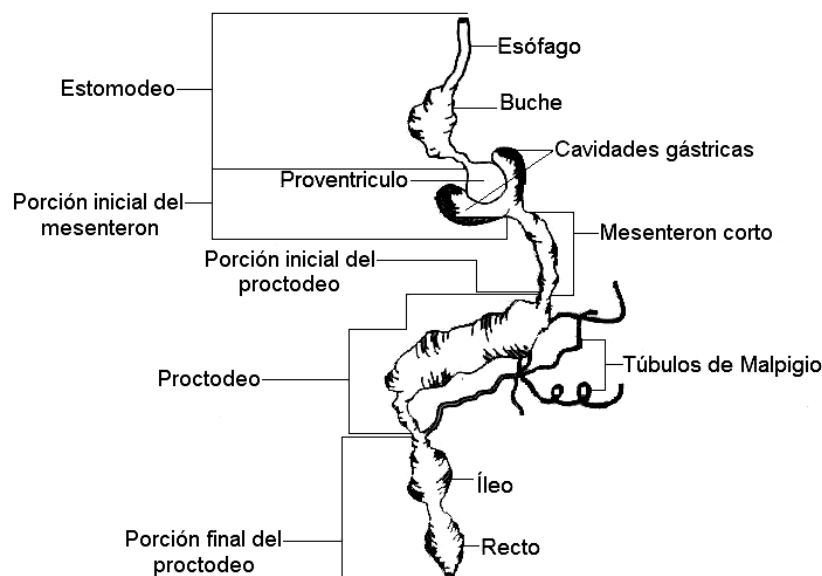 Esófago
Estomodeo
Buche
Cavidades gástricas
Proventriculo
Porción inicial del
mesenteron
Mesenteron corto
Porción inicial del
proctodeo
Túbulos de Malpigio
Proctodeo
Íleo
Porción final del
proctodeo
Recto